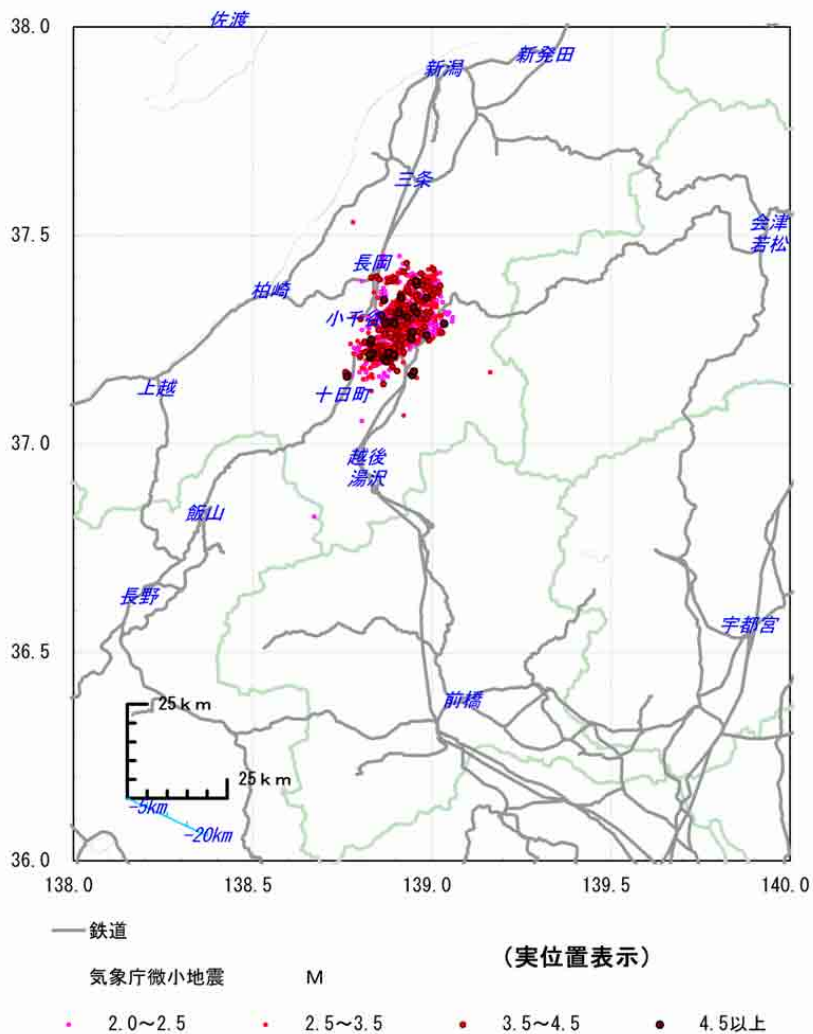 38.0
佐渡
新潟
新発田
三条
37.5
会津
若松
長岡
柏崎
小千谷
上越
十日町
37.0
越後
湯沢
飯山
長野
36.5
宇都宮
前橋
25km
25km
-5km
-20km
36.0
138.0 138.5 139.0 139.5 140.0
鉄道
(実位置表示)
気象庁微小地震 M
2.0~2.5 2.5~3.5 3.5~4.5 4.5以上